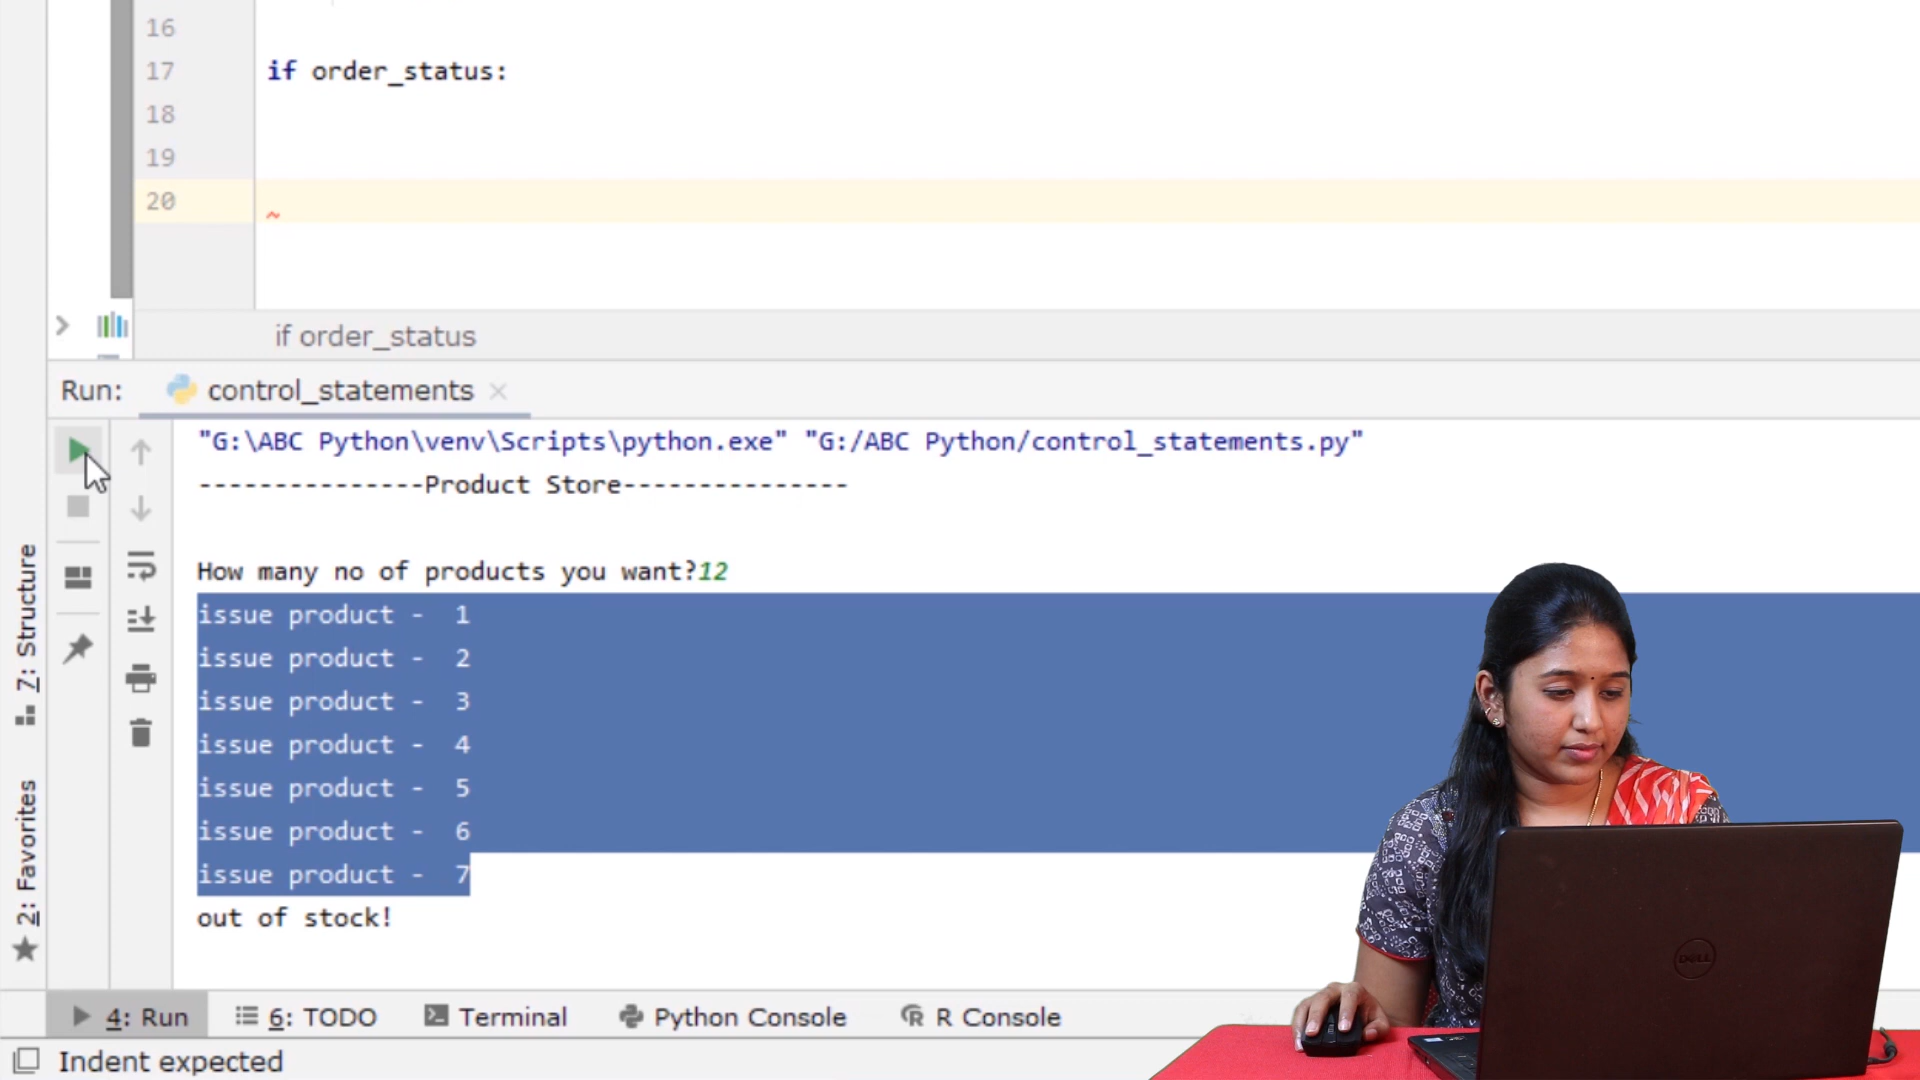 16
17 if order_status:
18
19
20
if order_status
Run: control_statements
"G:\ABC Python\venv\Scripts\python.exe" "G:/ABC Python/control_statements.py"
---------------Product Store---------------
How many no of products you want?12
issue product -  1
issue product -  2
issue product -  3
issue product -  4
issue product -  5
issue product -  6
issue product -  7
out of stock!
7: Structure
2: Favorites
4: Run
6: TODO
Terminal
Python Console
R Console
Indent expected
DELL